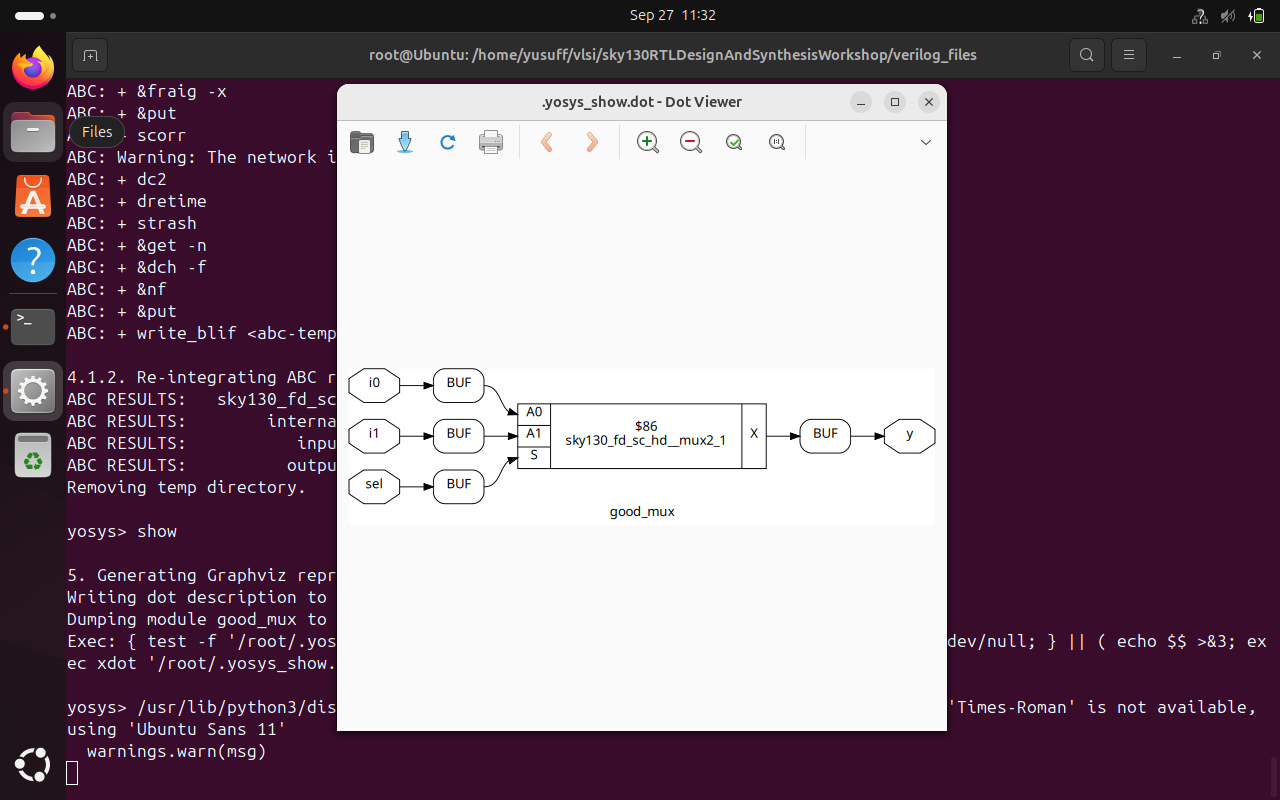 Sep 27 11:32
root@Ubuntu: /home/yusuff/vlsi/sky130RTLDesignAndSynthesisWorkshop/verilog_files
ABC: + &fraig -x
ABC: + &put
scorr
Files
ABC: Warning: The network i
ABC: + dc2
ABC: + dretime
ABC: + strash
ABC: + &get -n
ABC: + &dch -f
ABC: + &nf
ABC: + &put
ABC: + write_blif <abc-temp
4.1.2. Re-integrating ABC r
ABC RESULTS: sky130_fd_sc
ABC RESULTS: interna
ABC RESULTS: inpu
ABC RESULTS: outpu
Removing temp directory.
yosys> show
5. Generating Graphviz repr
Writing dot description to
Dumping module good_mux to
Exec: { test -f '/root/.yos
dev/null; } || ( echo $$ >&3; ex
ec xdot '/root/.yosys_show.
yosys> /usr/lib/python3/dis
'Times-Roman' is not available,
using 'Ubuntu Sans 11'
warnings.warn(msg)
.yosys_show.dot - Dot Viewer
i0
BUF
i1
BUF
sel
BUF
A0
A1
S
$86
sky130_fd_sc_hd__mux2_1
X
BUF
y
good_mux